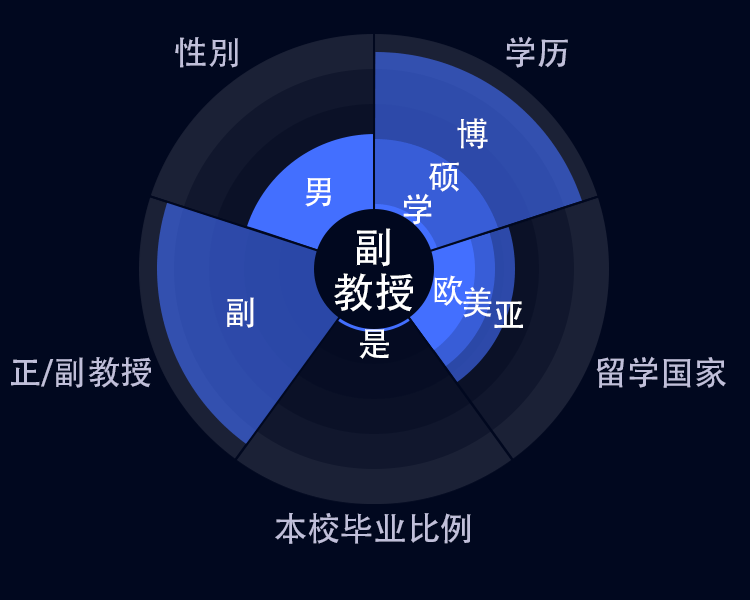 性別
学历
博
硕
学
男
副
教授
欧
美
亚
副
是
正/副教授
留学国家
本校毕业比例